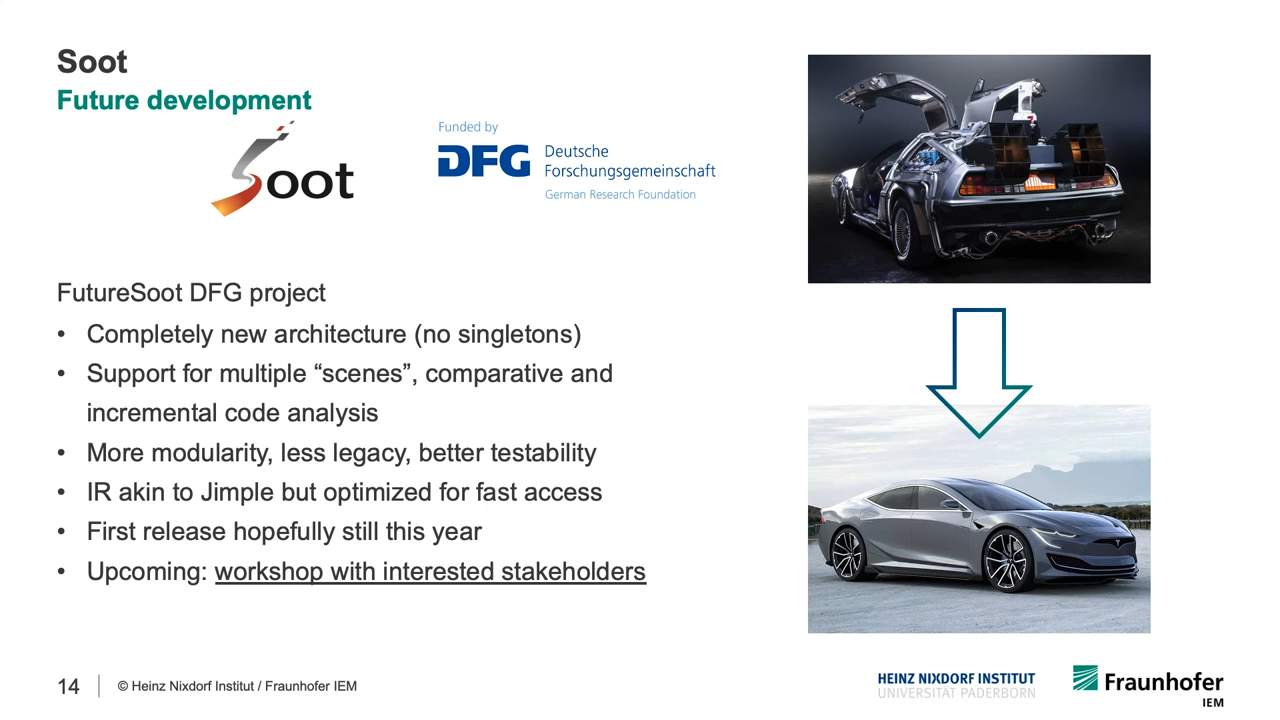 Soot
Future development
Soot
Funded by
DFG
Deutsche
Forschungsgemeinschaft
German Research Foundation
FutureSoot DFG project
• Completely new architecture (no singletons)
• Support for multiple “scenes”, comparative and
incremental code analysis
• More modularity, less legacy, better testability
• IR akin to Jimple but optimized for fast access
• First release hopefully still this year
• Upcoming: workshop with interested stakeholders
14
© Heinz Nixdorf Institut / Fraunhofer IEM
HEINZ NIXDORF INSTITUT
UNIVERSITÄT PADERBORN
Fraunhofer
IEM